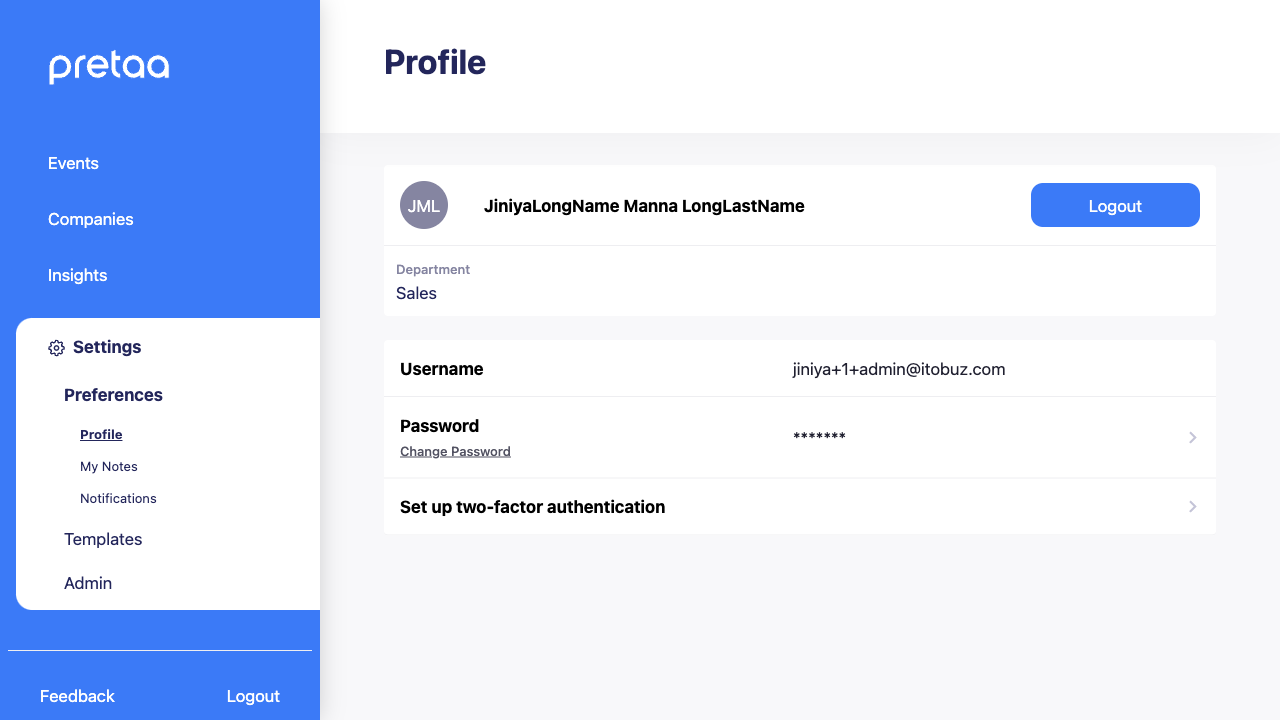 pretaa
Events
Companies
Insights
Settings
Preferences
Profile
My Notes
Notifications
Templates
Admin
Feedback
Logout
Profile
JML
JiniyaLongName Manna LongLastName
Logout
Department
Sales
Username
jiniya+1+admin@itobuz.com
Password
*******
Change Password
Set up two-factor authentication